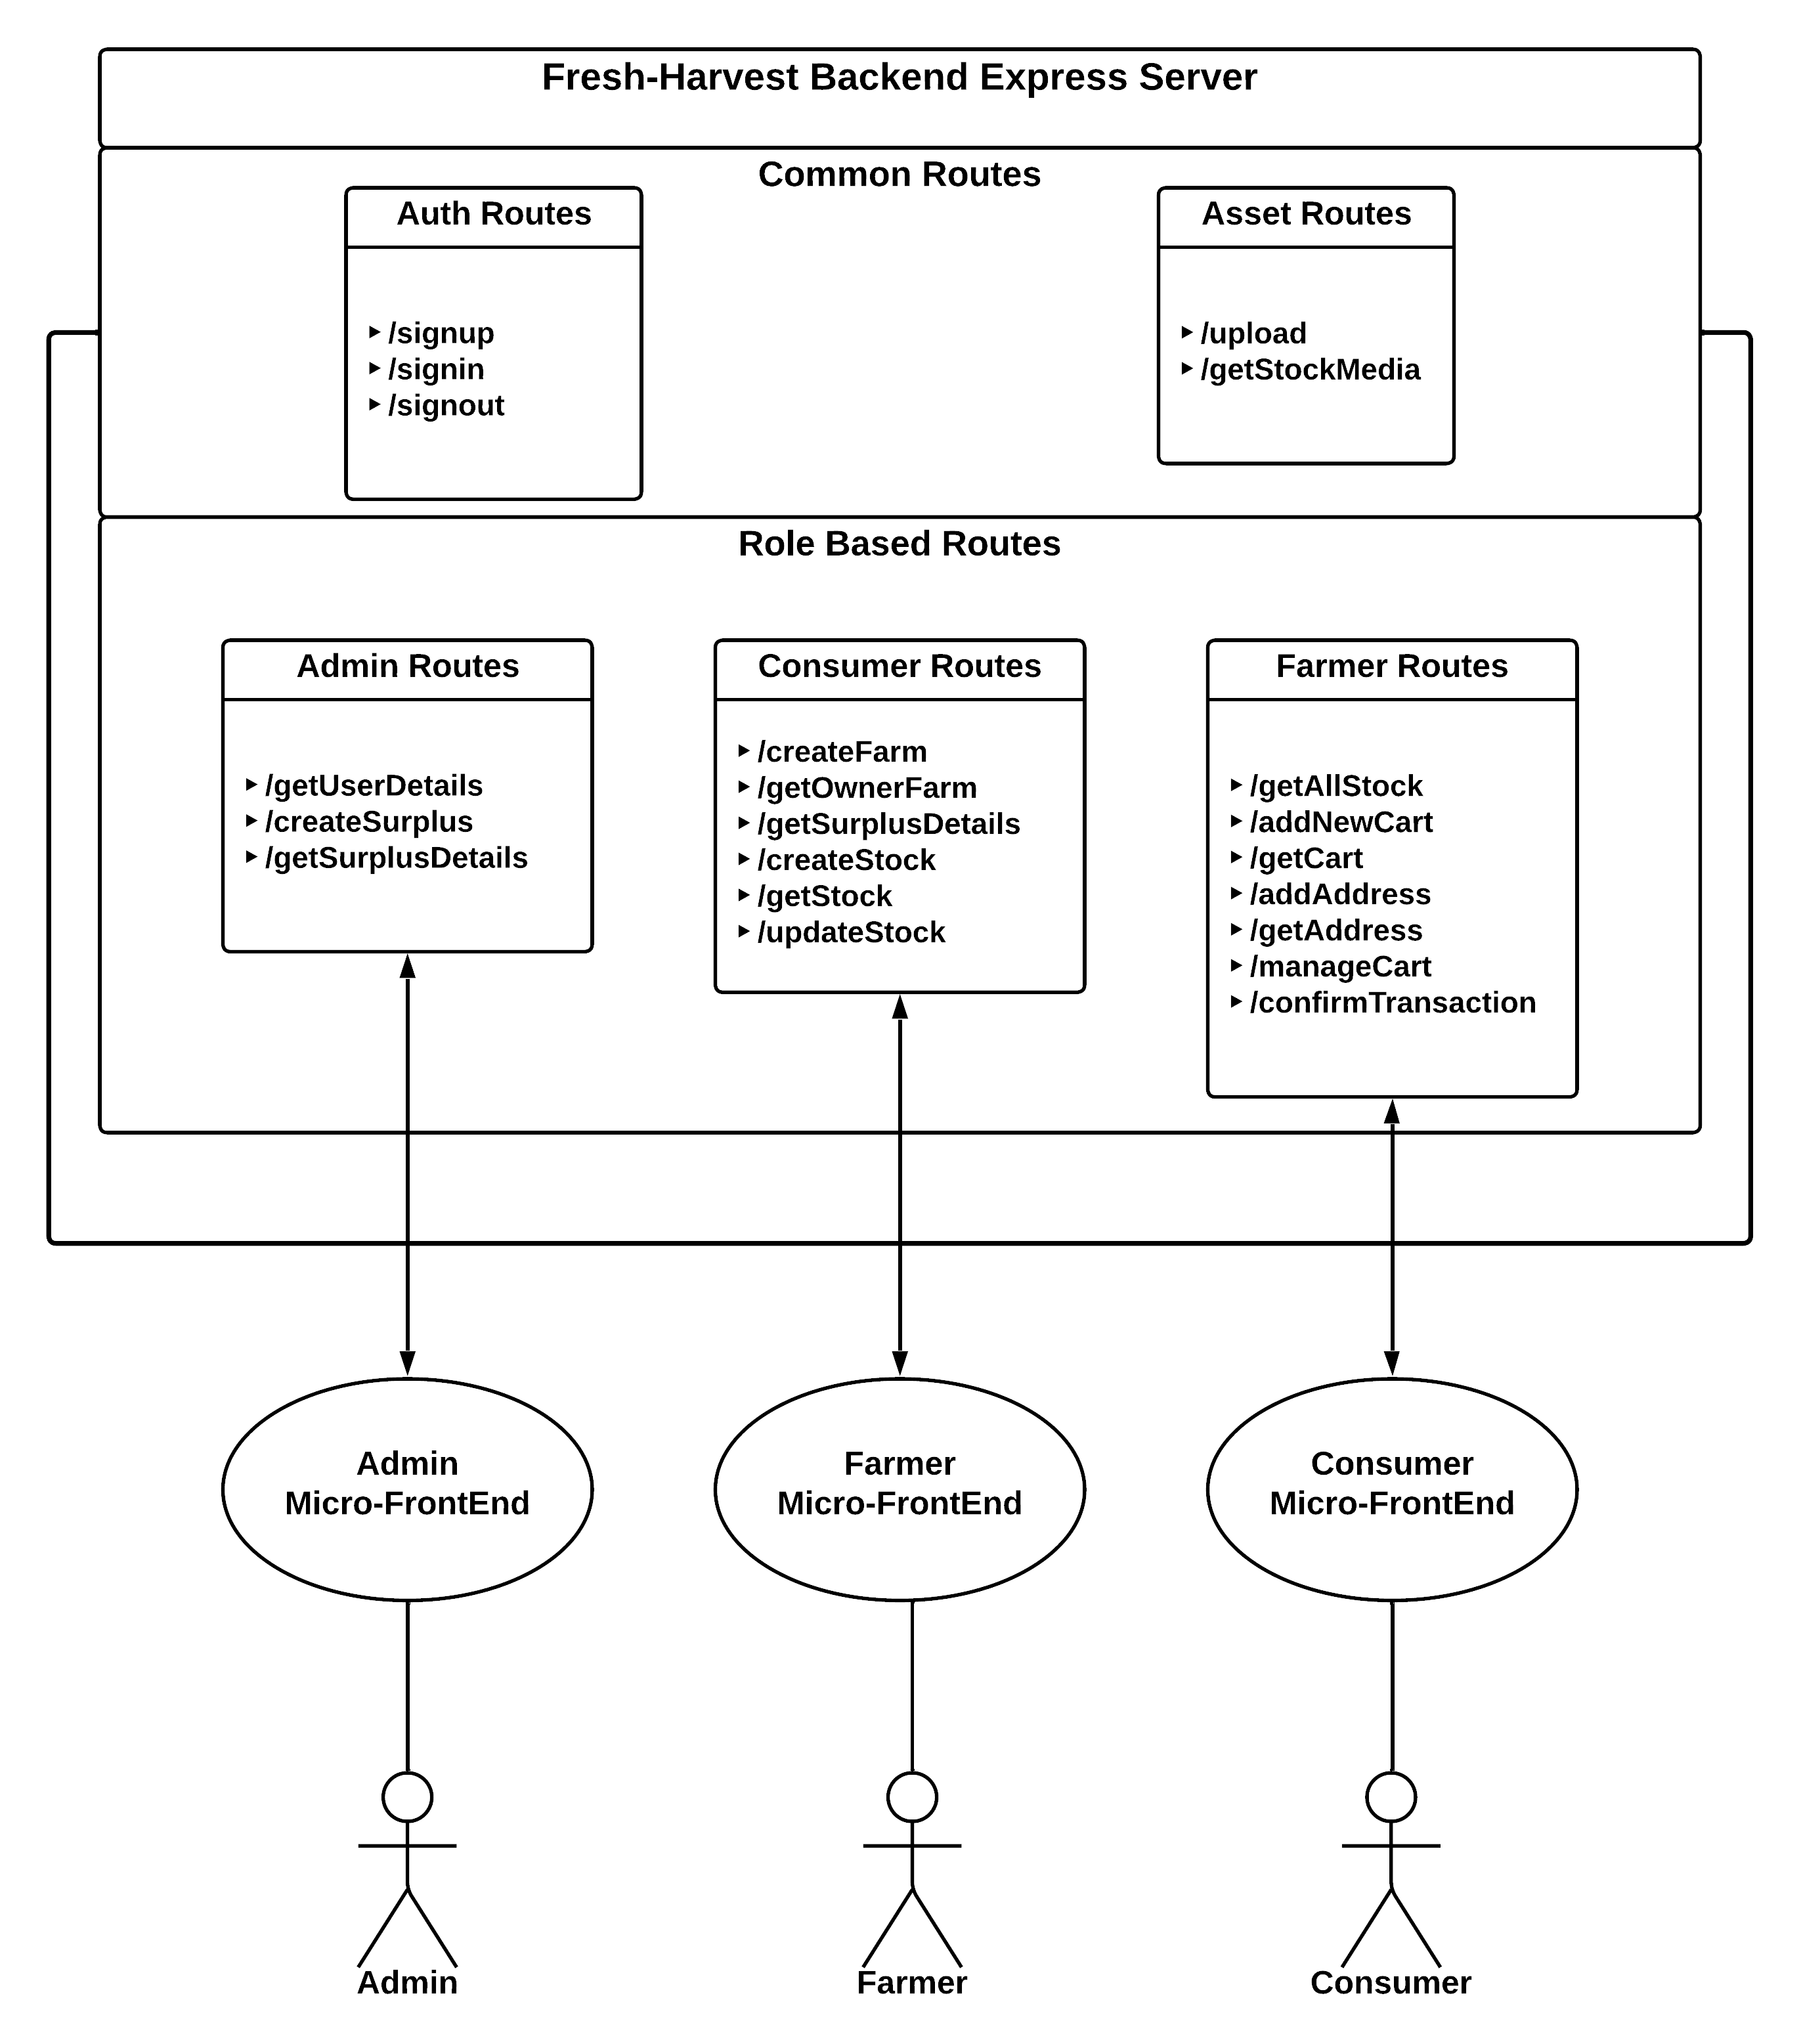 Fresh-Harvest Backend Express Server
Common Routes
Auth Routes
/signup
/signin
/signout
Asset Routes
/upload
/getStockMedia
Role Based Routes
Admin Routes
/getUserDetails
/createSurplus
/getSurplusDetails
Consumer Routes
/createFarm
/getOwnerFarm
/getSurplusDetails
/createStock
/getStock
/updateStock
Farmer Routes
/getAllStock
/addNewCart
/getCart
/addAddress
/getAddress
/manageCart
/confirmTransaction
Admin
Micro-FrontEnd
Farmer
Micro-FrontEnd
Consumer
Micro-FrontEnd
Admin
Farmer
Consumer